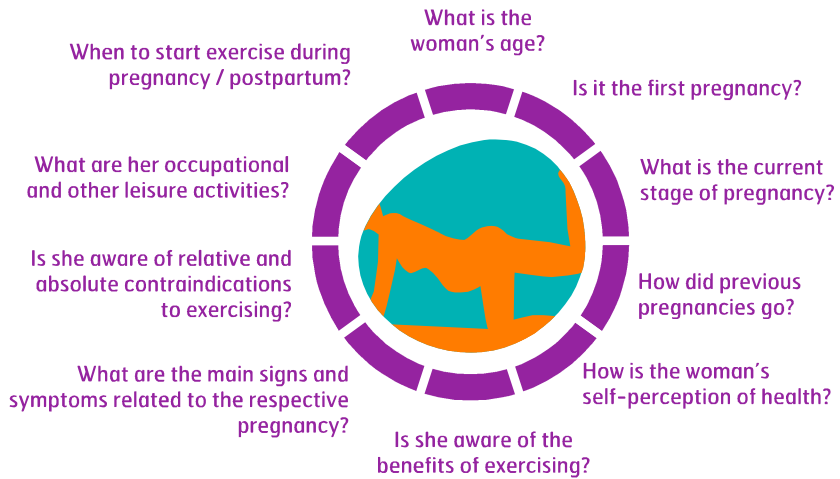 What is the
woman's age?
Is it the first pregnancy?
What is the current
stage of pregnancy?
How did previous
pregnancies go?
How is the woman's
self-perception of health?
Is she aware of the
benefits of exercising?
What are the main signs and
symptoms related to the respective
pregnancy?
Is she aware of relative and
absolute contraindications
to exercising?
What are her occupational
and other leisure activities?
When to start exercise during
pregnancy / postpartum?